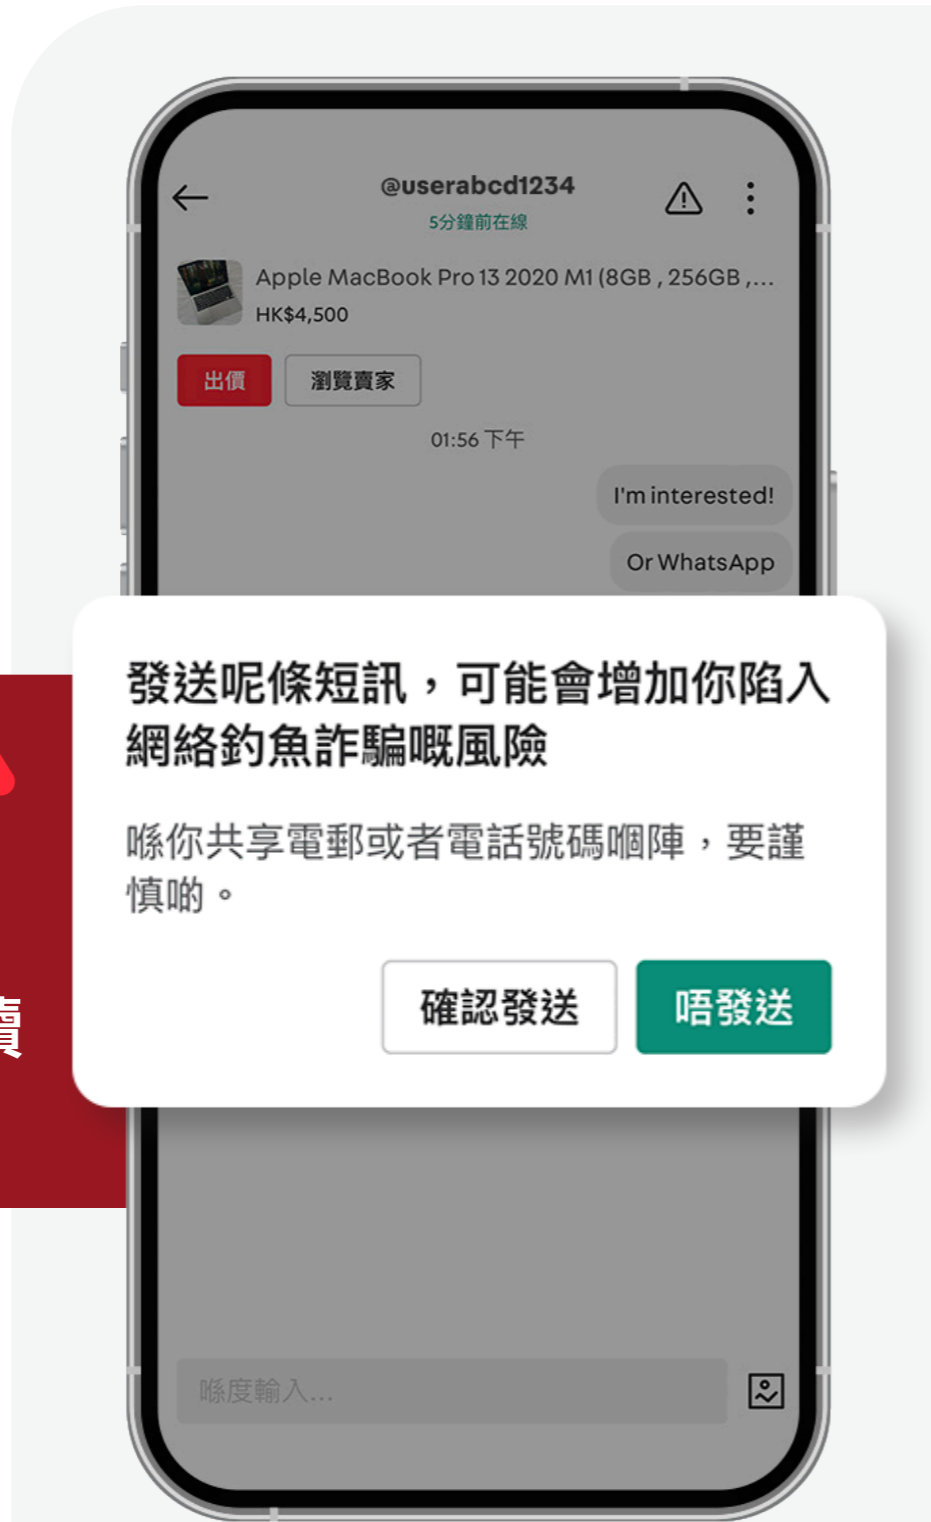 @userabcd1234
5分鐘前在線
Apple MacBook Pro 13 2020 M1 (8GB , 256GB ,...
HK$4,500
出價
瀏覽賣家
01:56 下午
I'm interested!
Or WhatsApp
發送呢條短訊，可能會增加你陷入
網絡釣魚詐騙嘅風險
喺你共享電郵或者電話號碼嗰陣，要謹
慎啲。
確認發送
唔發送
喺度輸入...